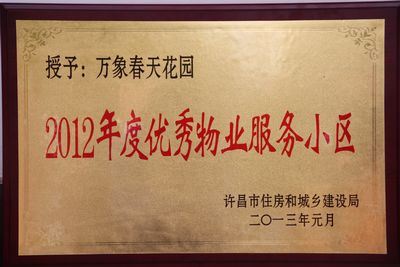 授予：万象春天花园
2012年度优秀物业服务小区
许昌市住房和城乡建设局
二〇一三年元月